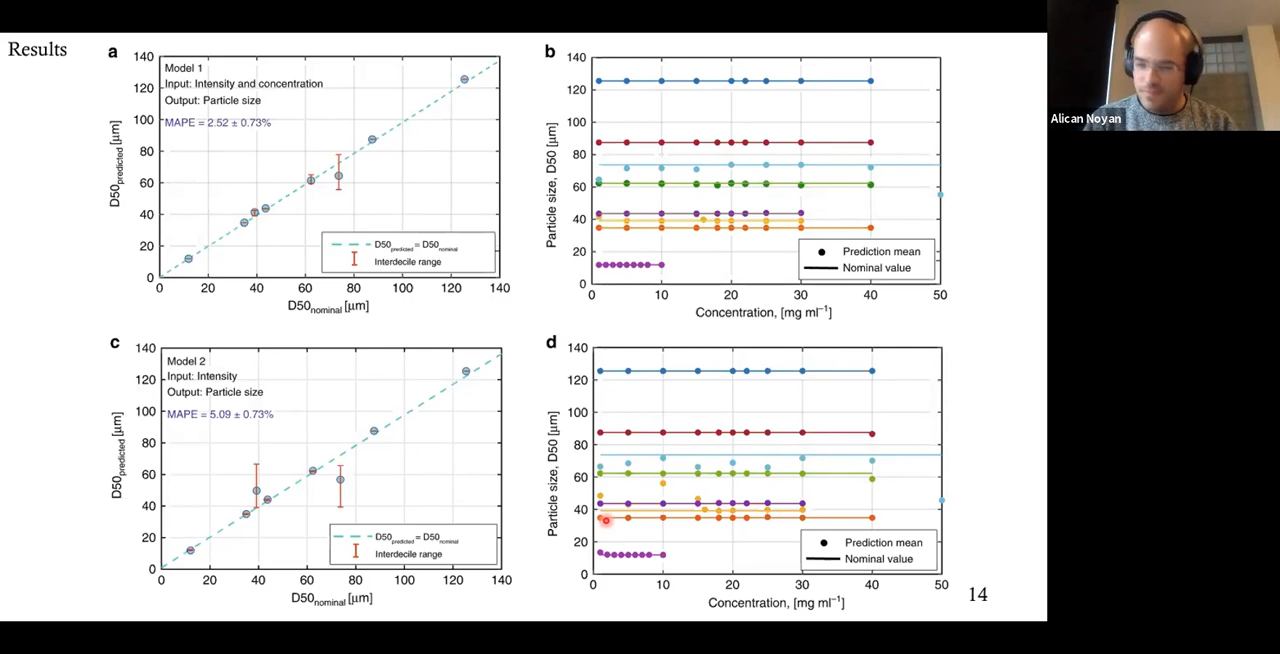 Results
a
Model 1
Input: Intensity and concentration
Output: Particle size
MAPE = 2.52 ± 0.73%
D50predicted [μm]
140
120
100
80
60
40
20
0
D50predicted = D50nominal
Interdecile range
0 20 40 60 80 100 120 140
D50nominal [μm]
b
Particle size, D50 [μm]
140
120
100
80
60
40
20
0
Prediction mean
Nominal value
0 10 20 30 40 50
Concentration, [mg ml⁻¹]
c
Model 2
Input: Intensity
Output: Particle size
MAPE = 5.09 ± 0.73%
D50predicted [μm]
140
120
100
80
60
40
20
0
D50predicted = D50nominal
Interdecile range
0 20 40 60 80 100 120 140
D50nominal [μm]
d
Particle size, D50 [μm]
140
120
100
80
60
40
20
0
Prediction mean
Nominal value
0 10 20 30 40 50
Concentration, [mg ml⁻¹]
14
Alican Noyan